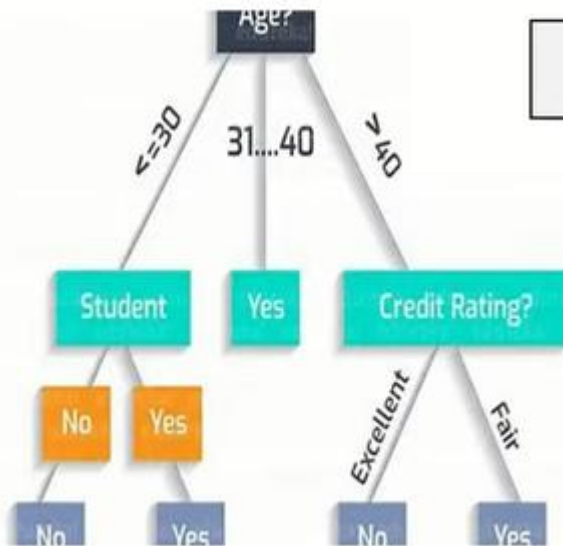 Age?
<=30
31....40
>40
Student
Yes
Credit Rating?
No
Yes
Excellent
Fair
No
Yes
No
Yes